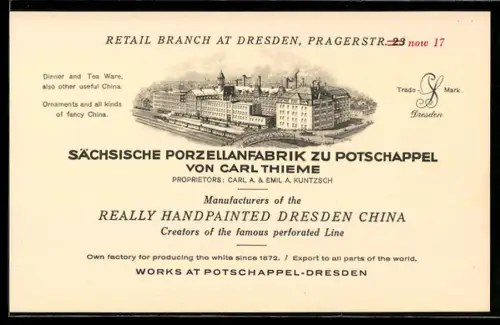 RETAIL BRANCH AT DRESDEN, PRAGERSTR. 23 now 17
Dinner and Tea Ware,
also other useful China.
Ornaments and all kinds
of fancy China.
Trade Mark.
Dresden
SÄCHSISCHE PORZELLANFABRIK ZU POTSCHAPPEL
VON CARL THIEME
PROPRIETORS: CARL A. & EMIL A. KUNTZSCH
Manufacturers of the
REALLY HANDPAINTED DRESDEN CHINA
Creators of the famous perforated Line
Own factory for producing the white since 1872. / Export to all parts of the world.
WORKS AT POTSCHAPPEL-DRESDEN